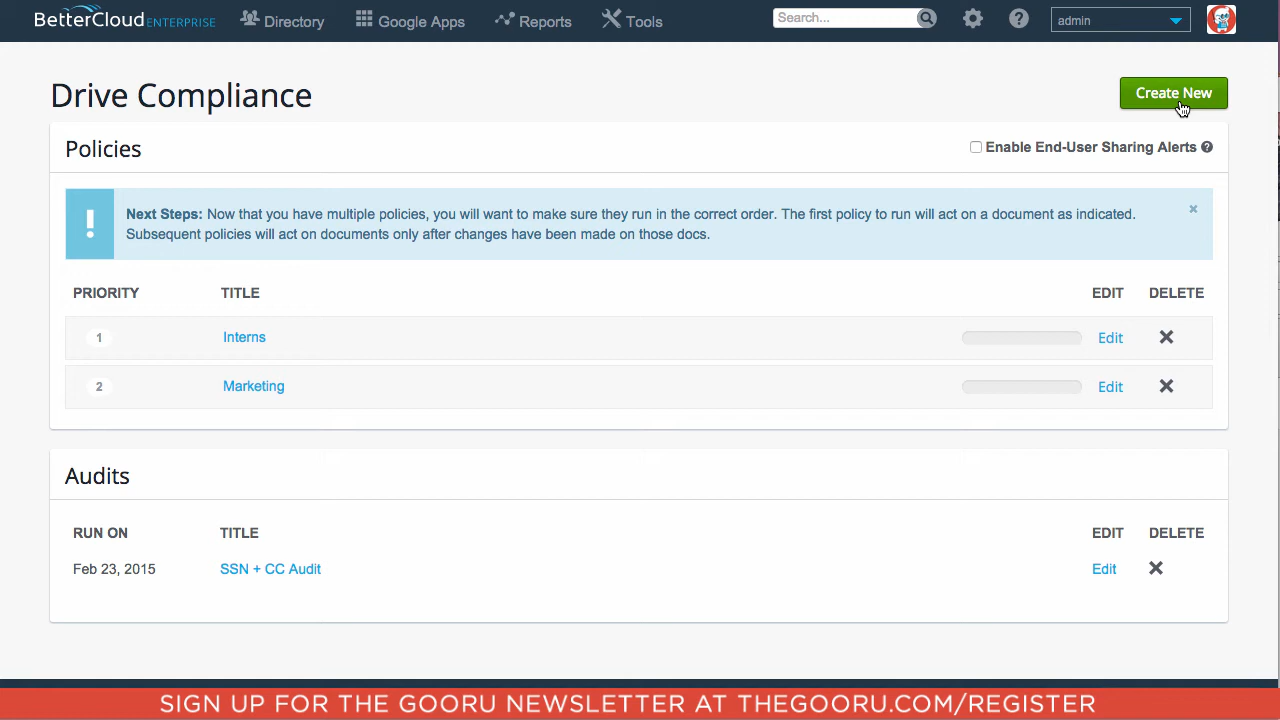 BetterCloud ENTERPRISE Directory Google Apps Reports Tools Search... admin
Drive Compliance
Create New
Policies
Enable End-User Sharing Alerts
Next Steps: Now that you have multiple policies, you will want to make sure they run in the correct order. The first policy to run will act on a document as indicated.
Subsequent policies will act on documents only after changes have been made on those docs.
PRIORITY TITLE EDIT DELETE
1 Interns Edit
2 Marketing Edit
Audits
RUN ON TITLE EDIT DELETE
Feb 23, 2015 SSN + CC Audit Edit
SIGN UP FOR THE GOORU NEWSLETTER AT THEGOORU.COM/REGISTER